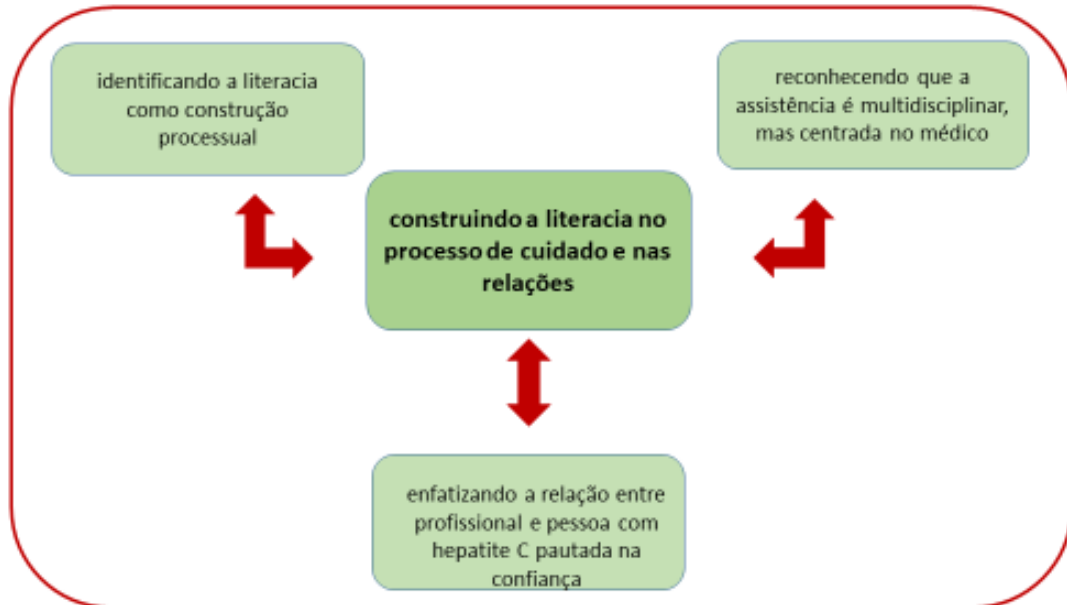 identificando a literacia
como construção
processual
reconhecendo que a
assistência é multidisciplinar,
mas centrada no médico
construindo a literacia no
processo de cuidado e nas
relações
enfatizando a relação entre
profissional e pessoa com
hepatite C pautada na
confiança